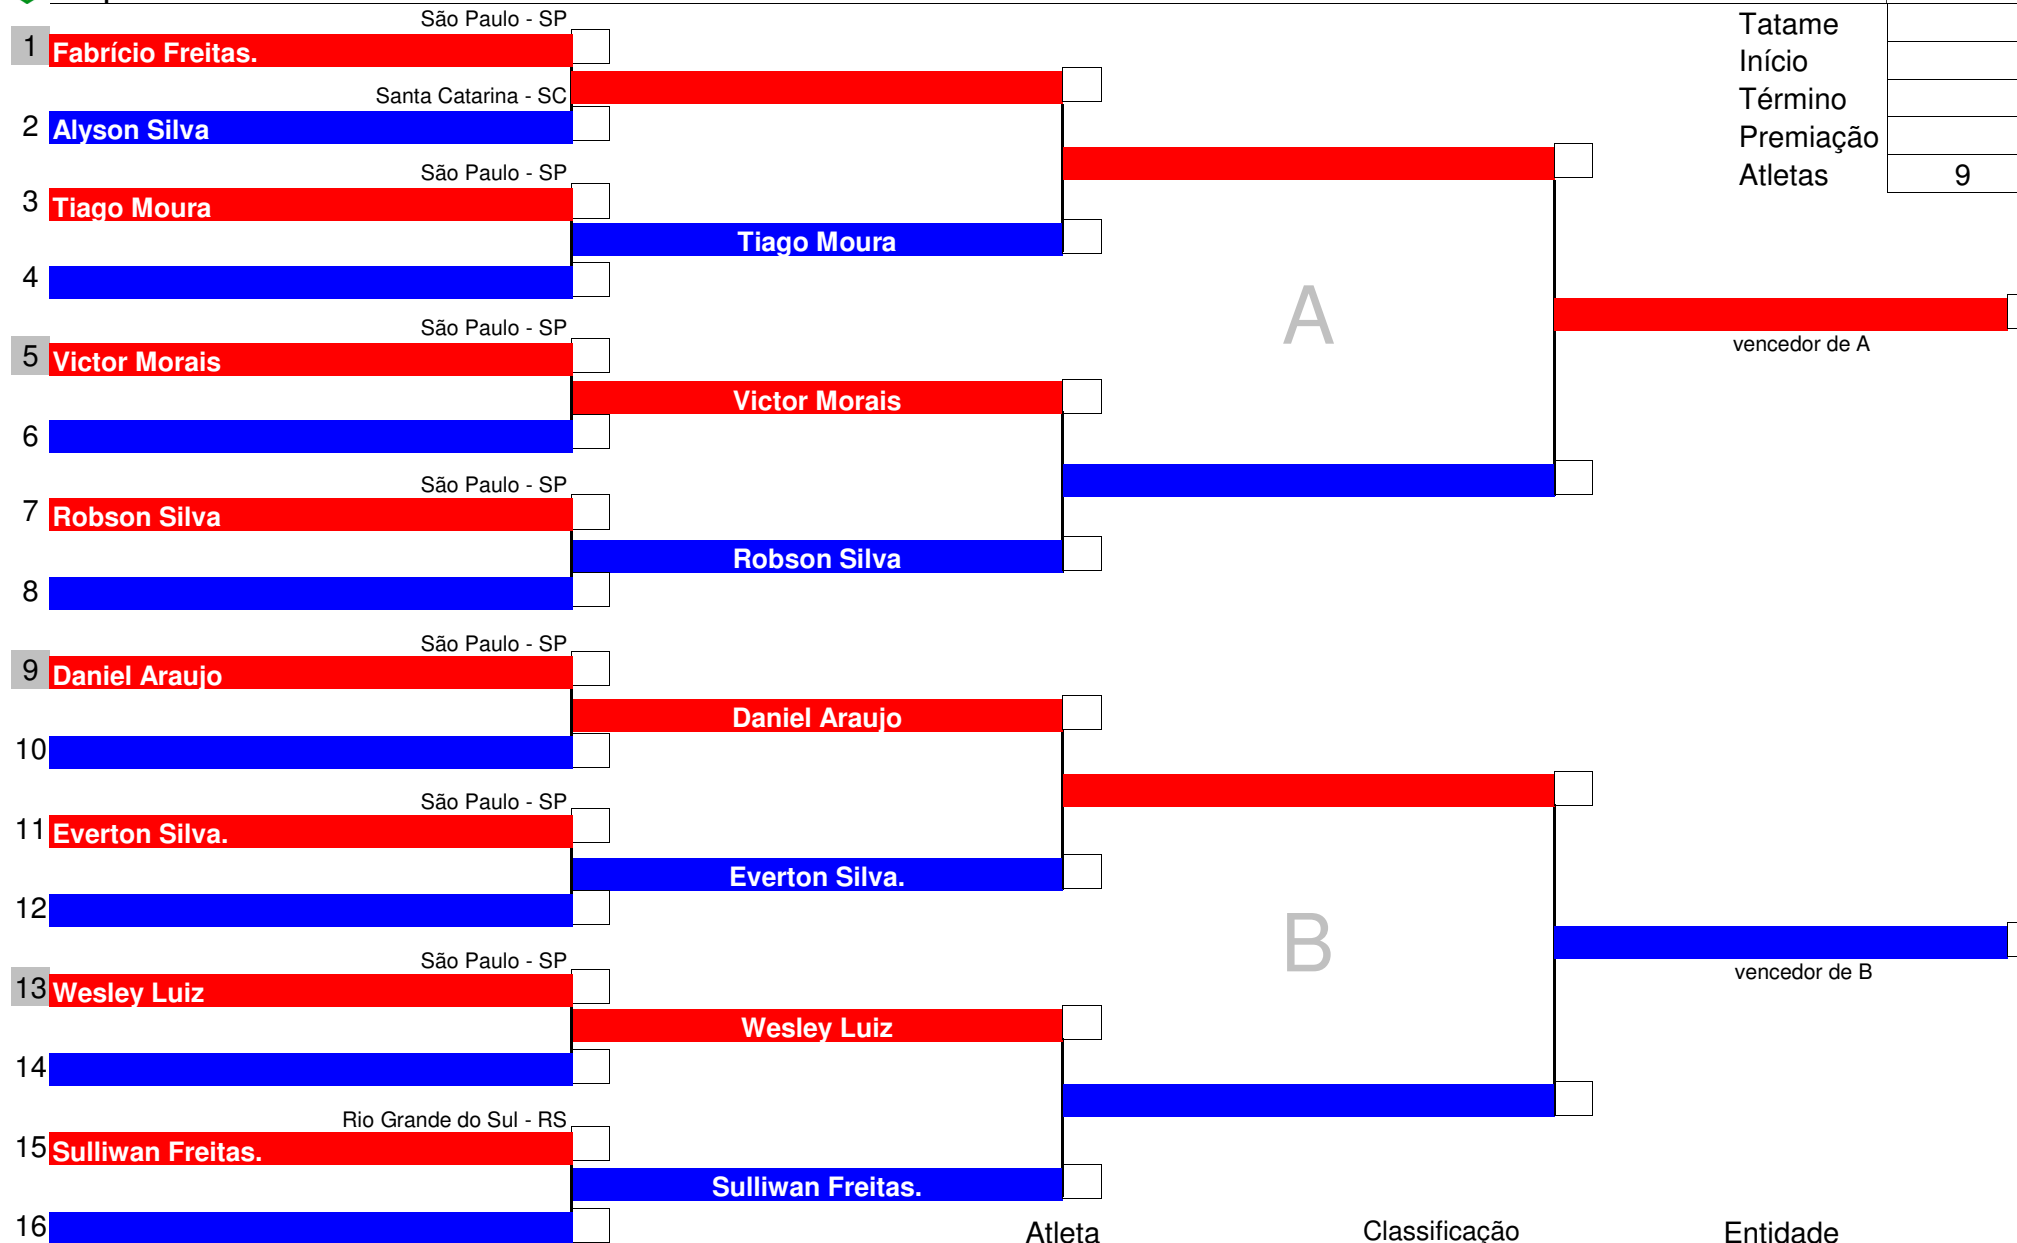 São Paulo - SP
1 Fabrício Freitas.
Santa Catarina - SC
2 Alyson Silva
São Paulo - SP
3 Tiago Moura
Tiago Moura
4
São Paulo - SP
5 Victor Morais
Victor Morais
6
São Paulo - SP
7 Robson Silva
Robson Silva
8
São Paulo - SP
9 Daniel Araujo
Daniel Araujo
10
São Paulo - SP
11 Everton Silva.
Everton Silva.
12
São Paulo - SP
13 Wesley Luiz
Wesley Luiz
14
Rio Grande do Sul - RS
15 Sulliwan Freitas.
Sulliwan Freitas.
16
A
B
Tatame
Início
Término
Premiação
Atletas 9
vencedor de A
vencedor de B
Atleta Classificação Entidade